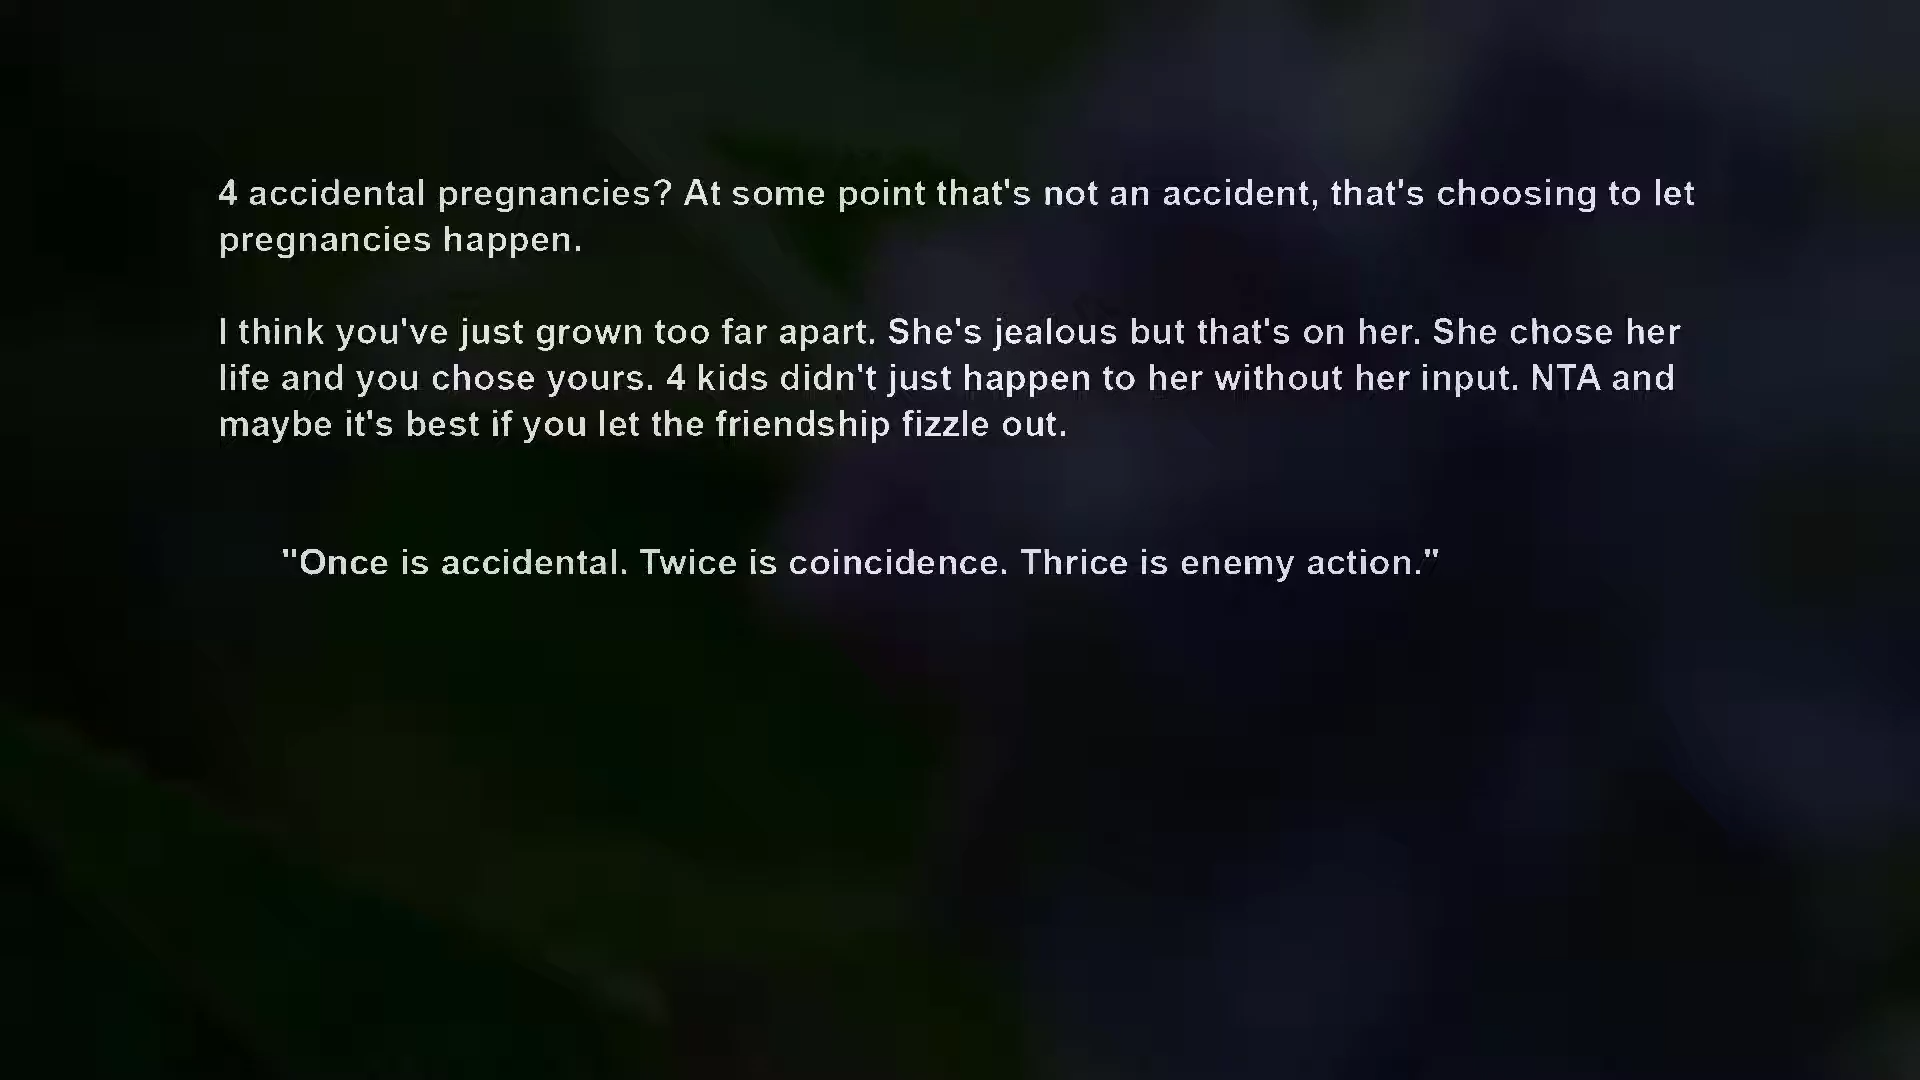 4 accidental pregnancies? At some point that's not an accident, that's choosing to let
pregnancies happen.
I think you've just grown too far apart. She's jealous but that's on her. She chose her
life and you chose yours. 4 kids didn't just happen to her without her input. NTA and
maybe it's best if you let the friendship fizzle out.
"Once is accidental. Twice is coincidence. Thrice is enemy action."